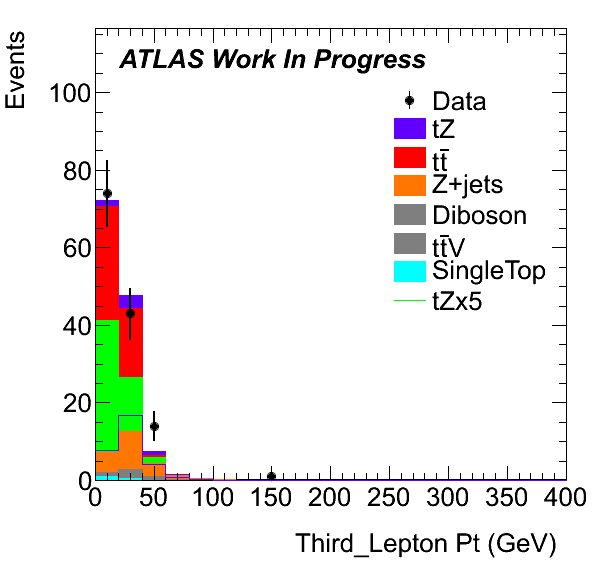 Events
ATLAS Work In Progress
Data
tZ
tt̄
Z+jets
Diboson
tt̄V
SingleTop
tZx5
100
80
60
40
20
0
0 50 100 150 200 250 300 350 400
Third_Lepton Pt (GeV)